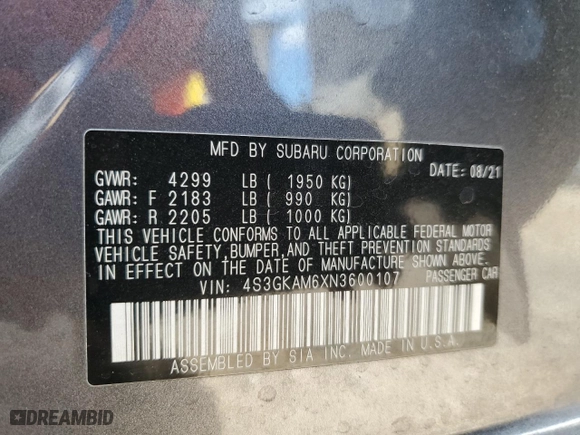 MFD BY SUBARU CORPORATION
DATE: 08/21
GVWR: 4299 LB ( 1950 KG)
GAWR: F 2183 LB ( 990 KG)
GAWR: R 2205 LB ( 1000 KG)
THIS VEHICLE CONFORMS TO ALL APPLICABLE FEDERAL MOTOR
VEHICLE SAFETY, BUMPER, AND THEFT PREVENTION STANDARDS
IN EFFECT ON THE DATE OF MANUFACTURE SHOWN ABOVE.
VIN: 4S3GKAM6XN3600107 PASSENGER CAR
ASSEMBLED BY SIA INC. MADE IN U.S.A.
DREAMBID